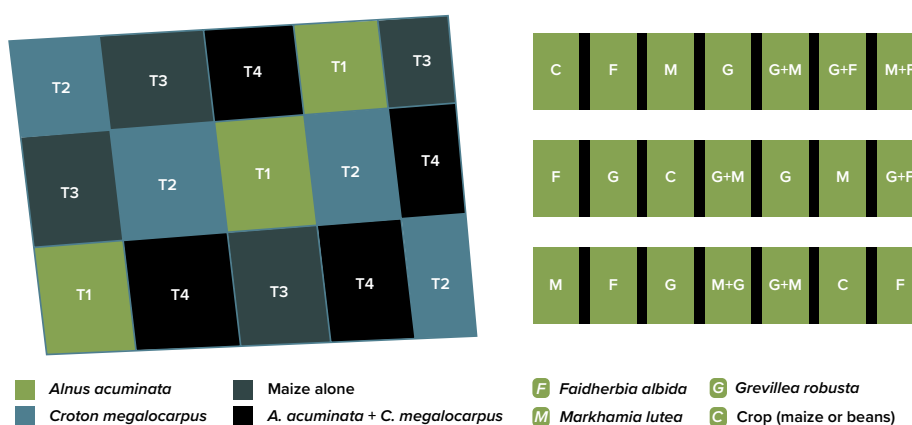 T2 T3 T4 T1 T3
T3 T2 T1 T2 T4
T1 T4 T3 T4 T2
C F M G G+M G+F M+F
F G C G+M G M G+F
M F G M+G G+M C F
Alnus acuminata Maize alone
Croton megalocarpus A. acuminata + C. megalocarpus
F Faidherbia albida G Grevillea robusta
M Markhamia lutea C Crop (maize or beans)